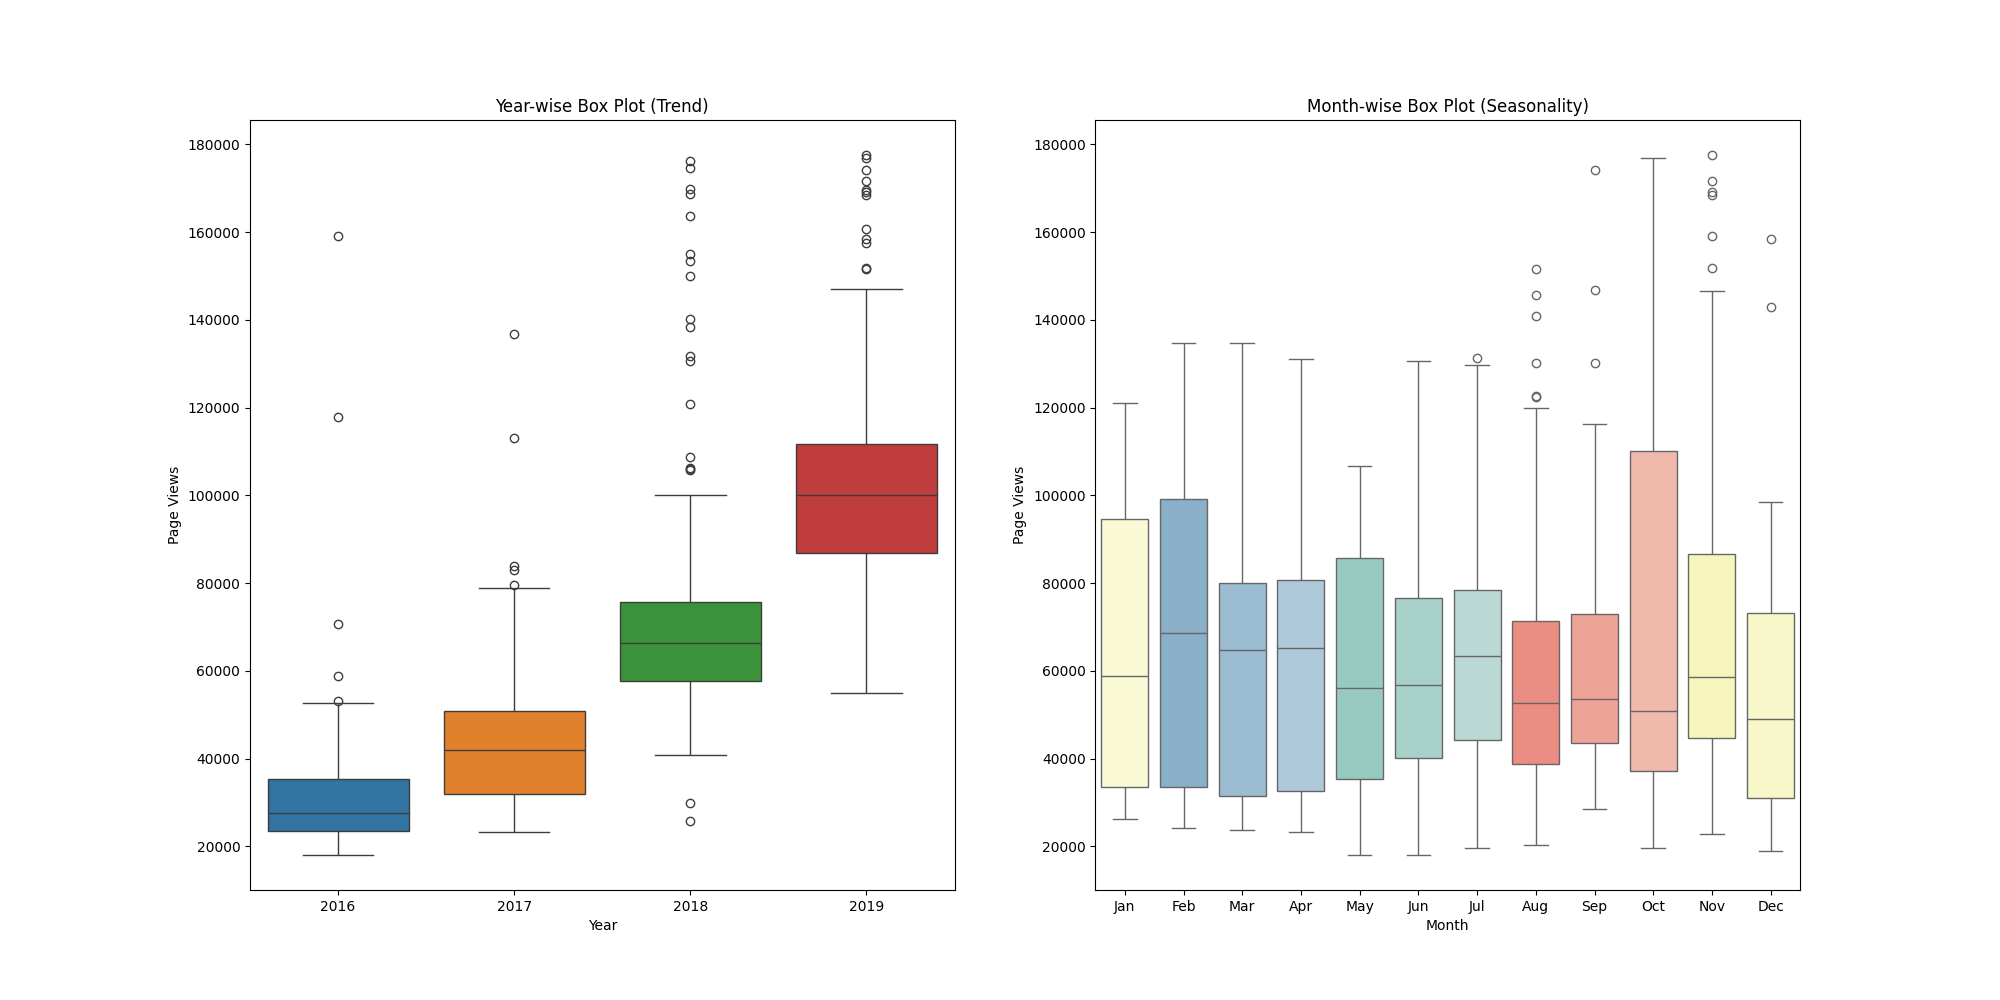 Year-wise Box Plot (Trend)
Page Views
180000
160000
140000
120000
100000
80000
60000
40000
20000
2016 2017 2018 2019
Year
Month-wise Box Plot (Seasonality)
Page Views
180000
160000
140000
120000
100000
80000
60000
40000
20000
Jan Feb Mar Apr May Jun Jul Aug Sep Oct Nov Dec
Month